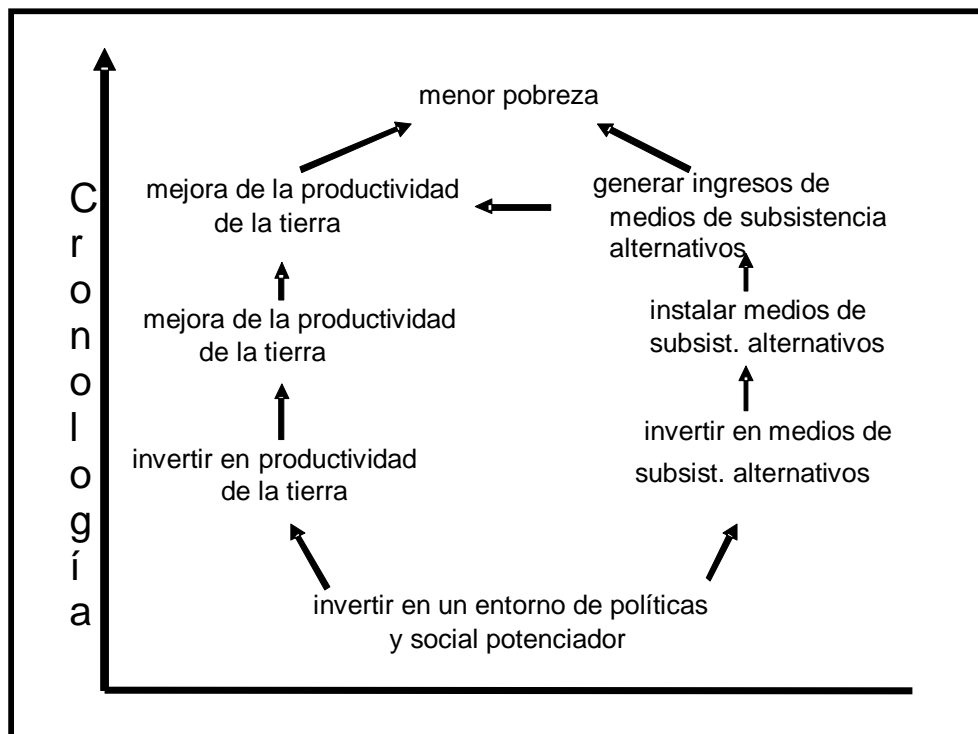 menor pobreza
mejora de la productividad
de la tierra
generar ingresos de
medios de subsistencia
alternativos
mejora de la productividad
de la tierra
instalar medios de
subsist. alternativos
invertir en productividad
de la tierra
invertir en medios de
subsist. alternativos
invertir en un entorno de políticas
y social potenciador
Cronología